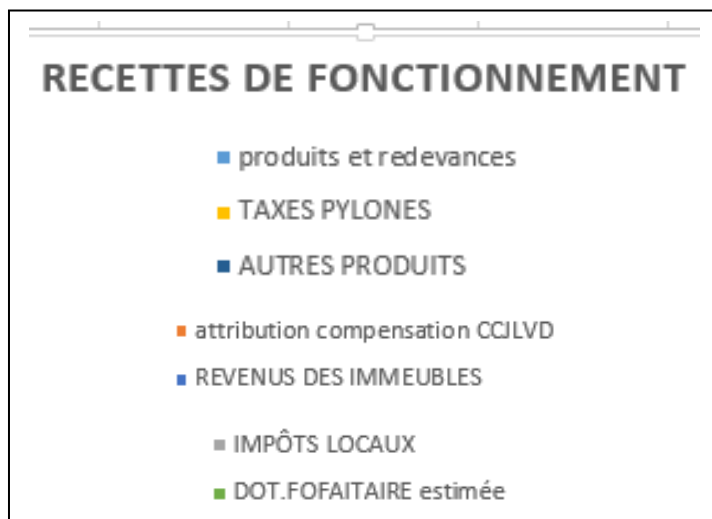 RECETTES DE FONCTIONNEMENT
produits et redevances
TAXES PYLONES
AUTRES PRODUITS
attribution compensation CCJLVD
REVENUS DES IMMEUBLES
IMPÔTS LOCAUX
DOT.FOFAITAIRE estimée